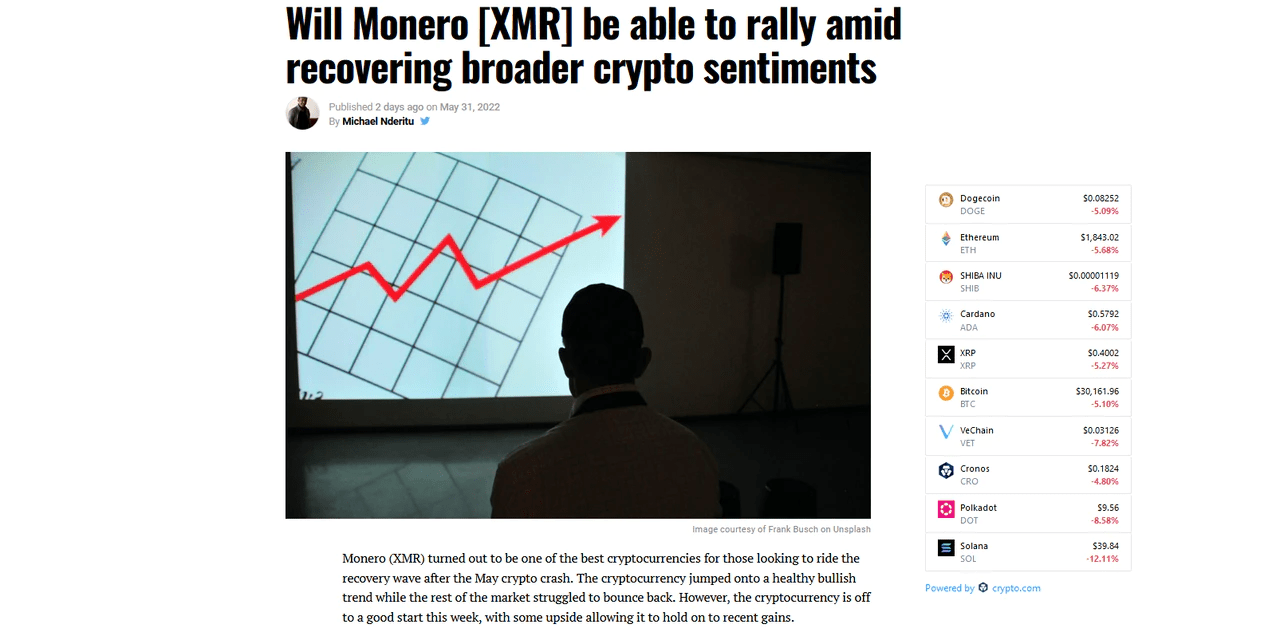 Will Monero [XMR] be able to rally amid
recovering broader crypto sentiments
Published 2 days ago on May 31, 2022
By Michael Nderitu
Image courtesy of Frank Busch on Unsplash
Monero (XMR) turned out to be one of the best cryptocurrencies for those looking to ride the
recovery wave after the May crypto crash. The cryptocurrency jumped onto a healthy bullish
trend while the rest of the market struggled to bounce back. However, the cryptocurrency is off
to a good start this week, with some upside allowing it to hold on to recent gains.
Dogecoin $0.08252
DOGE -5.09%
Ethereum $1,843.02
ETH -5.68%
SHIBA INU $0.00001119
SHIB -6.37%
Cardano $0.5792
ADA -6.07%
XRP $0.4002
XRP -5.27%
Bitcoin $30,161.96
BTC -5.10%
VeChain $0.03126
VET -7.82%
Cronos $0.1824
CRO -4.80%
Polkadot $9.56
DOT -8.58%
Solana $39.84
SOL -12.11%
Powered by crypto.com